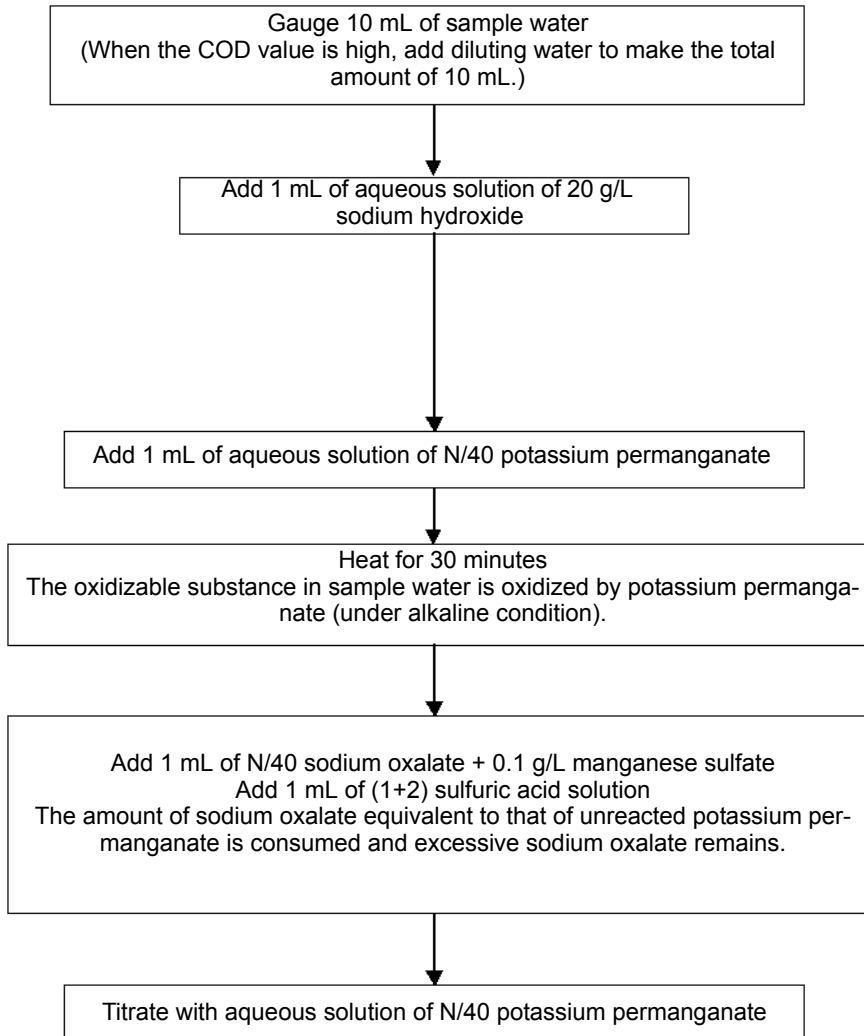 Gauge 10 mL of sample water
(When the COD value is high, add diluting water to make the total
amount of 10 mL.)
Add 1 mL of aqueous solution of 20 g/L
sodium hydroxide
Add 1 mL of aqueous solution of N/40 potassium permanganate
Heat for 30 minutes
The oxidizable substance in sample water is oxidized by potassium permanga-
nate (under alkaline condition).
Add 1 mL of N/40 sodium oxalate + 0.1 g/L manganese sulfate
Add 1 mL of (1+2) sulfuric acid solution
The amount of sodium oxalate equivalent to that of unreacted potassium per-
manganate is consumed and excessive sodium oxalate remains.
Titrate with aqueous solution of N/40 potassium permanganate